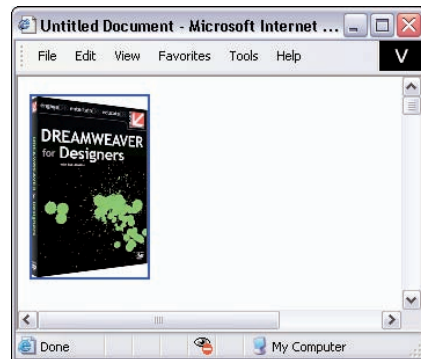 Untitled Document - Microsoft Internet ...
File Edit View Favorites Tools Help
V
DREAMWEAVER
for Designers
Done
My Computer